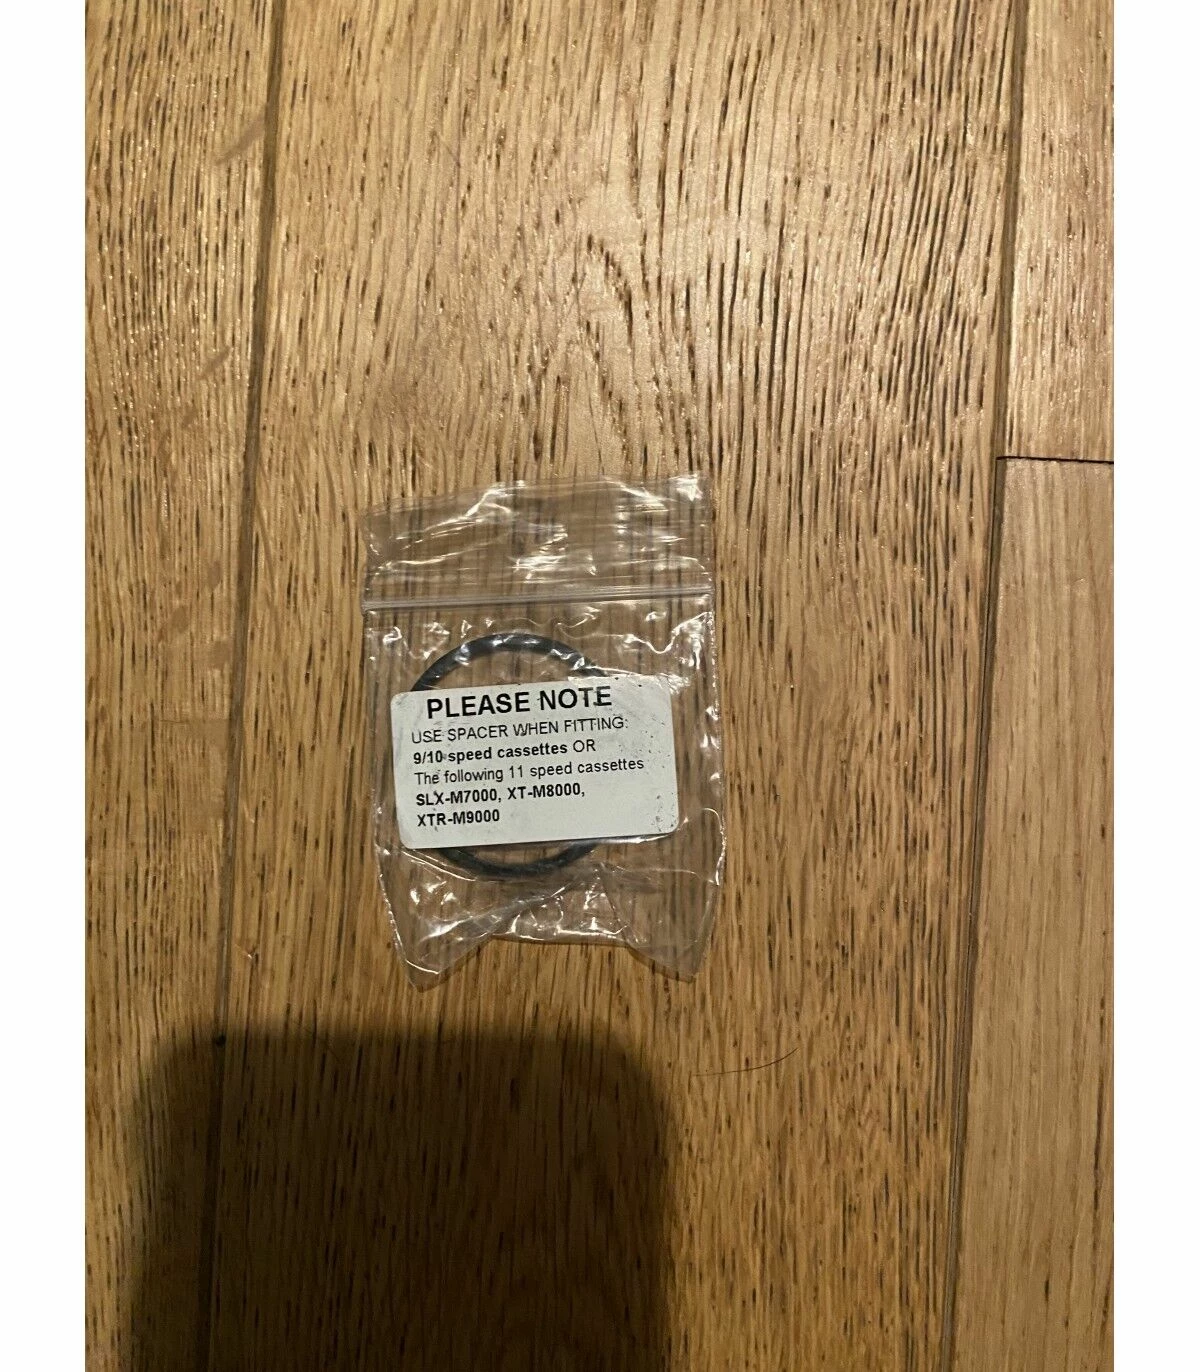 PLEASE NOTE
USE SPACER WHEN FITTING:
9/10 speed cassettes OR
The following 11 speed cassettes
SLX-M7000, XT-M8000,
XTR-M9000